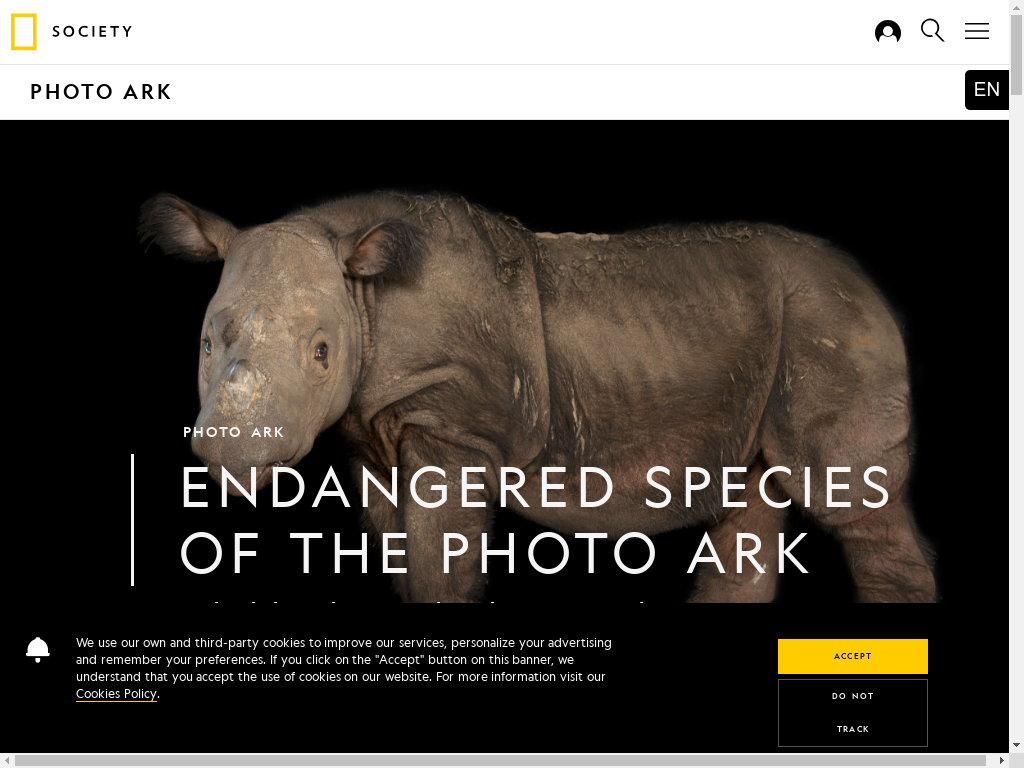 SOCIETY
PHOTO ARK
EN
PHOTO ARK
ENDANGERED SPECIES
OF THE PHOTO ARK
We use our own and third-party cookies to improve our services, personalize your advertising
and remember your preferences. If you click on the "Accept" button on this banner, we
understand that you accept the use of cookies on our website. For more information visit our
Cookies Policy.
ACCEPT
DO NOT
TRACK